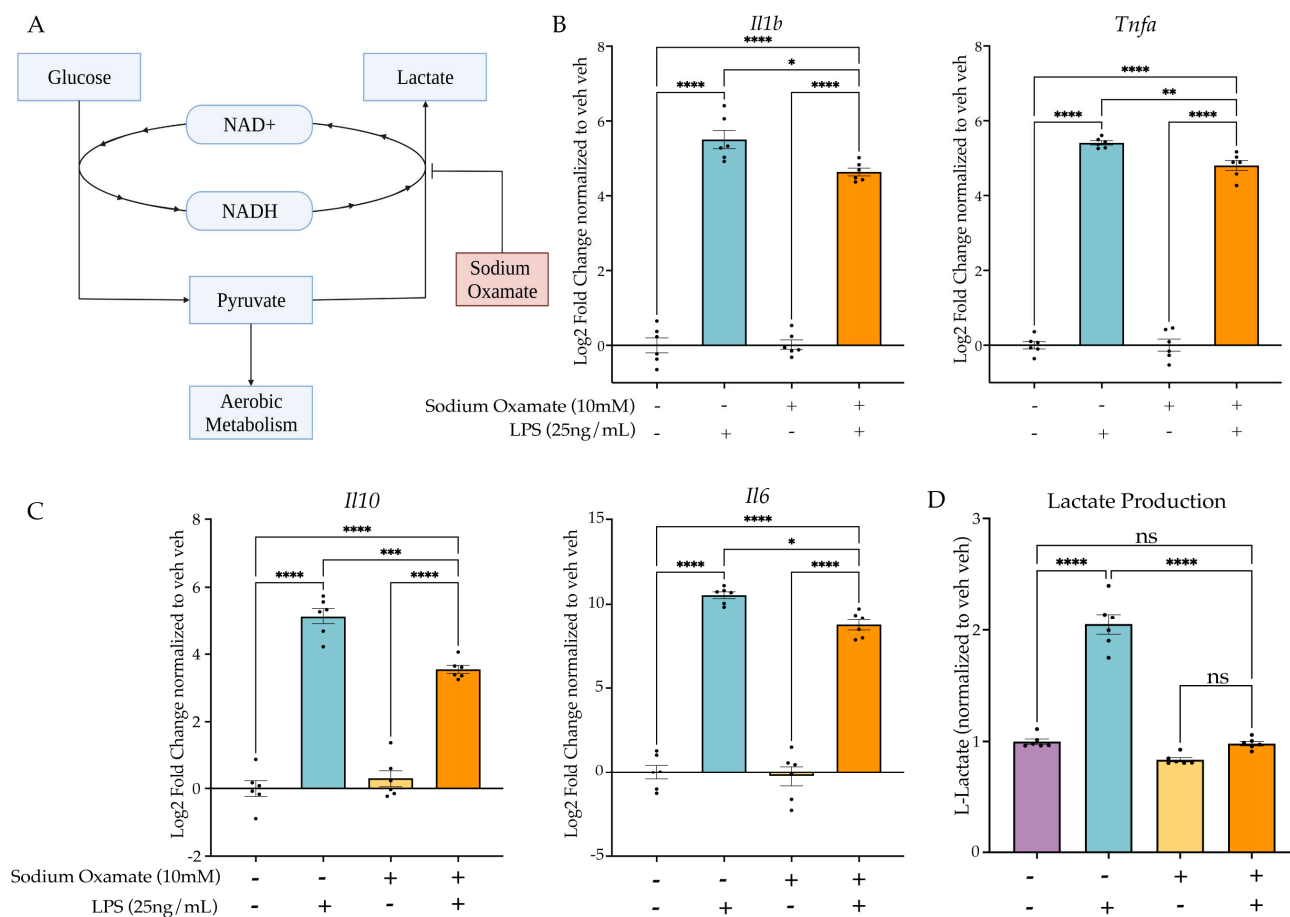 A
Glucose
Lactate
NAD+
NADH
Sodium
Oxamate
Pyruvate
Aerobic
Metabolism
B
Il1b
Log2 Fold Change normalized to veh veh
8
6
4
2
0
****
*
****
****
Tnfa
Log2 Fold Change normalized to veh veh
8
6
4
2
0
****
**
****
****
Sodium Oxamate (10mM) - - + + - - + +
LPS (25ng/mL) - + - + - + - +
C
Il10
Log2 Fold Change normalized to veh veh
8
6
4
2
0
-2
****
***
****
****
Il6
Log2 Fold Change normalized to veh veh
15
10
5
0
-5
****
*
****
****
D
Lactate Production
L-Lactate (normalized to veh veh)
3
2
1
0
ns
****
****
ns
Sodium Oxamate (10mM) - - + + - - + + - - + +
LPS (25ng/mL) - + - + - + - + - + - +